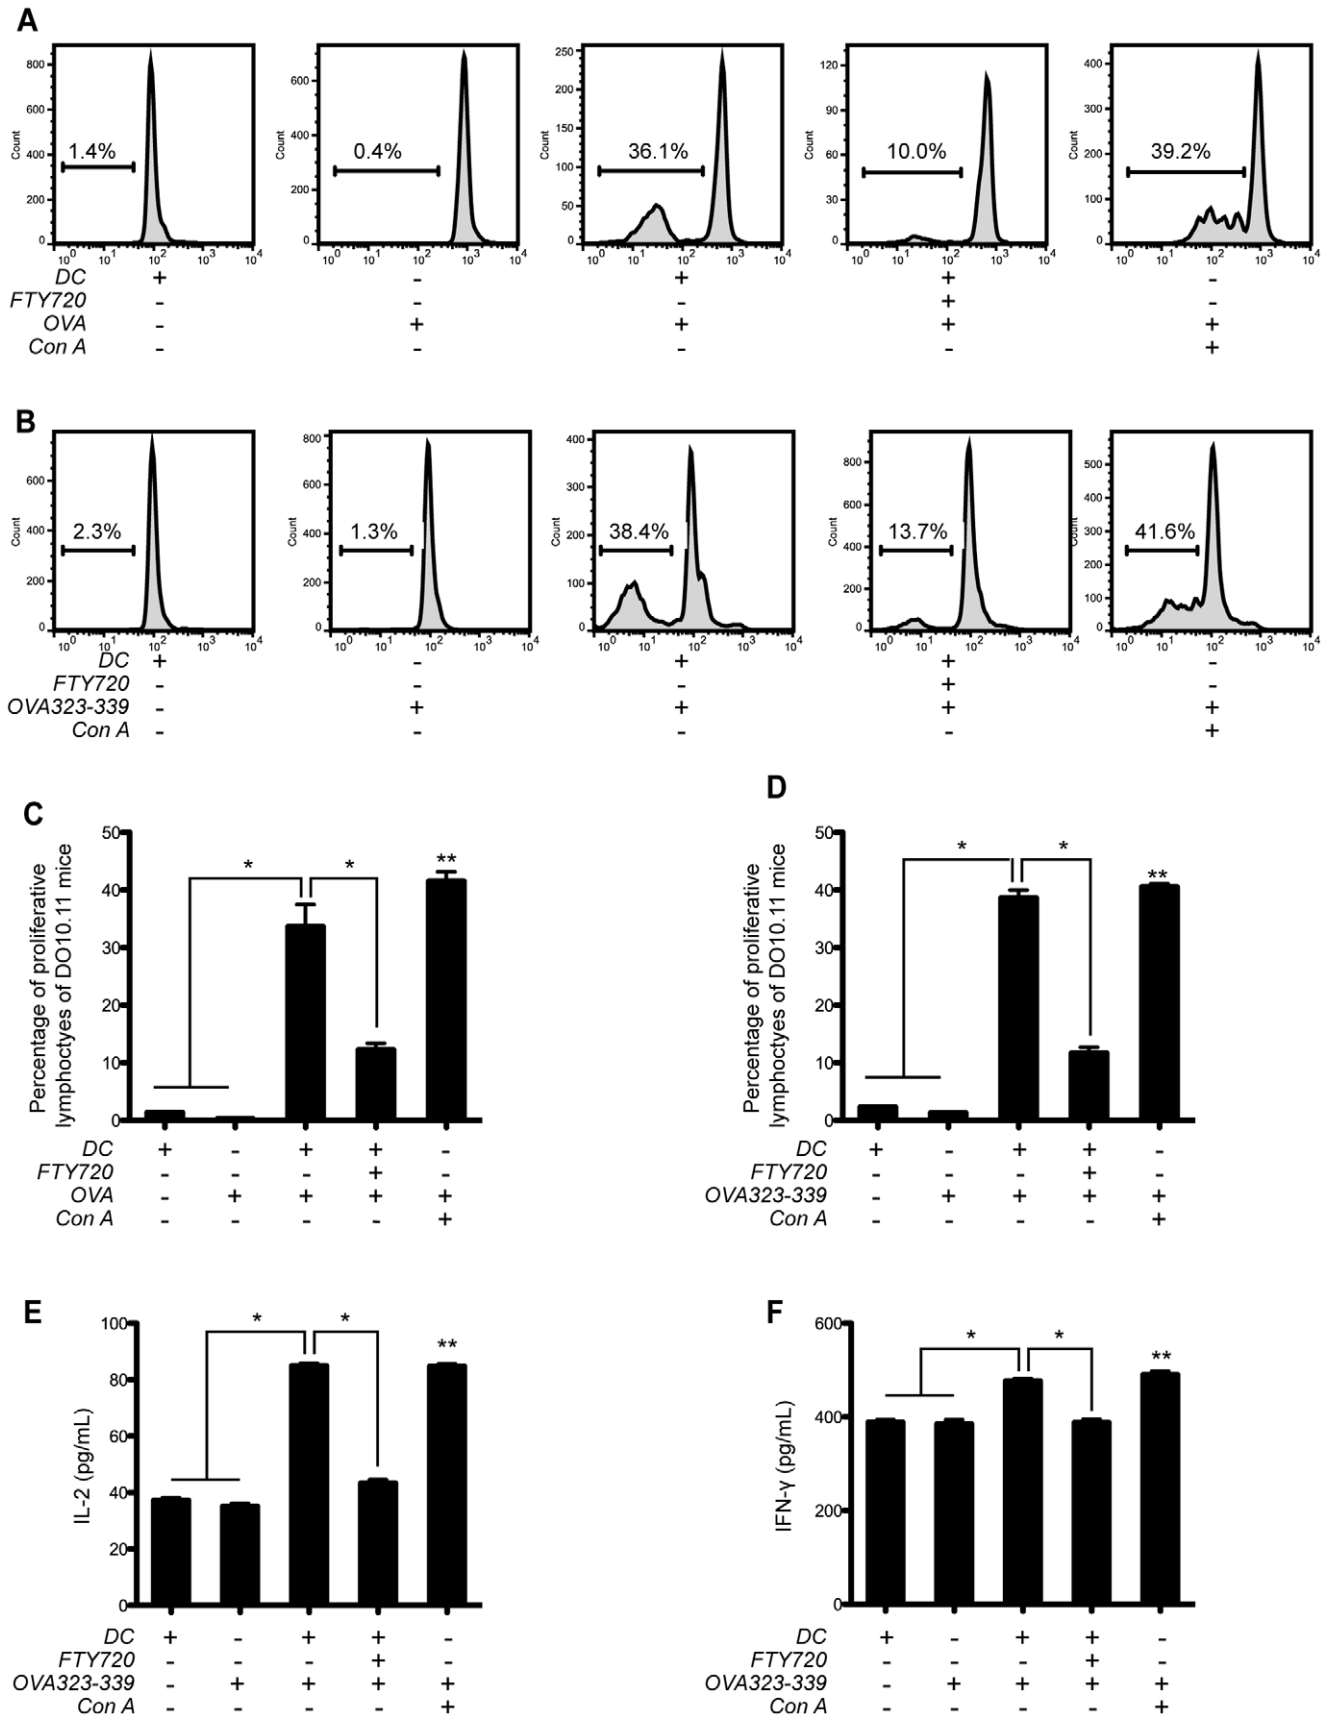 A
800 600 400 200 0 Count 1.4% 10^0 10^1 10^2 10^3 10^4
600 400 200 0 Count 0.4% 10^0 10^1 10^2 10^3 10^4
250 200 150 100 50 0 Count 36.1% 10^0 10^1 10^2 10^3 10^4
120 90 60 30 0 Count 10.0% 10^0 10^1 10^2 10^3 10^4
400 300 200 100 0 Count 39.2% 10^0 10^1 10^2 10^3 10^4
DC + - + + -
FTY720 - - - + -
OVA - + + + +
Con A - - - - +
B
600 400 200 0 Count 2.3% 10^0 10^1 10^2 10^3 10^4
800 600 400 200 0 Count 1.3% 10^0 10^1 10^2 10^3 10^4
400 300 200 100 0 Count 38.4% 10^0 10^1 10^2 10^3 10^4
800 600 400 200 0 Count 13.7% 10^0 10^1 10^2 10^3 10^4
500 400 300 200 100 0 Count 41.6% 10^0 10^1 10^2 10^3 10^4
DC + - + + -
FTY720 - - - + -
OVA323-339 - + + + +
Con A - - - - +
C
Percentage of proliferative
lymphoctyes of DO10.11 mice
50 40 30 20 10 0
* * **
DC + - + + -
FTY720 - - - + -
OVA - + + + +
Con A - - - - +
D
Percentage of proliferative
lymphoctyes of DO10.11 mice
50 40 30 20 10 0
* * **
DC + - + + -
FTY720 - - - + -
OVA323-339 - + + + +
Con A - - - - +
E
IL-2 (pg/mL)
100 80 60 40 20 0
* * **
DC + - + + -
FTY720 - - - + -
OVA323-339 - + + + +
Con A - - - - +
F
IFN-γ (pg/mL)
600 400 200 0
* * **
DC + - + + -
FTY720 - - - + -
OVA323-339 - + + + +
Con A - - - - +